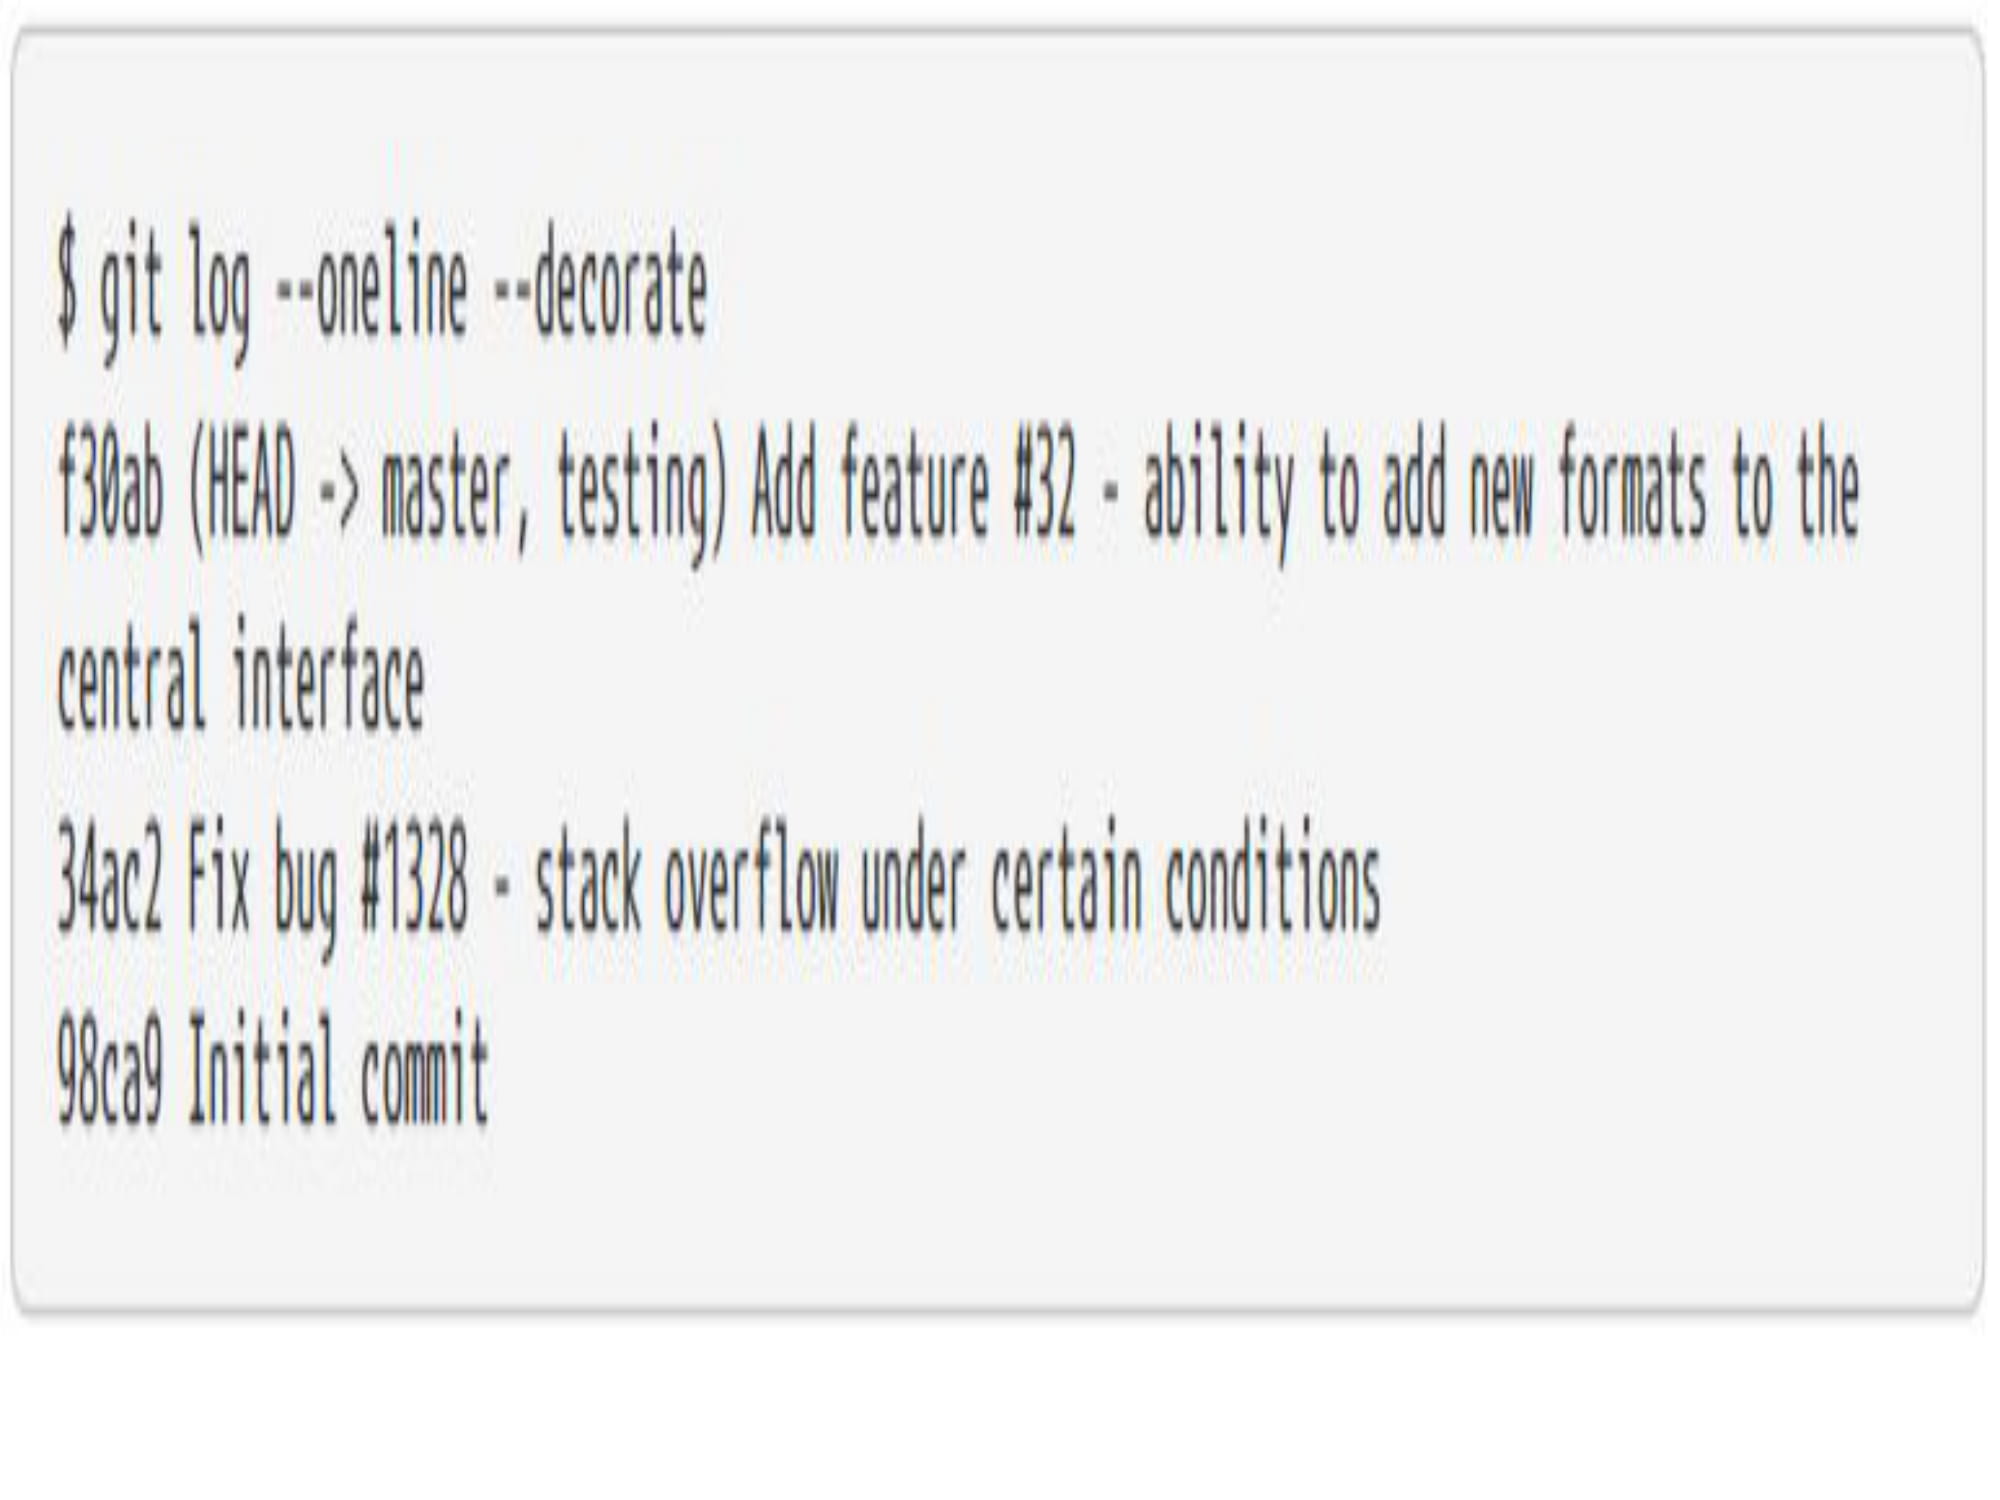 $ git log --oneline --decorate
f30ab (HEAD -> master, testing) Add feature #32 - ability to add new formats to the
central interface
34ac2 Fix bug #1328 - stack overflow under certain conditions
98ca9 Initial commit